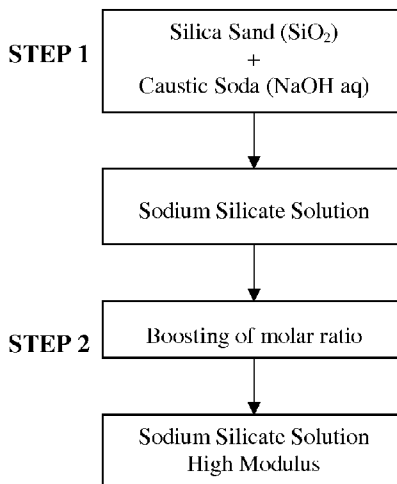 STEP 1
Silica Sand (SiO₂)
+
Caustic Soda (NaOH aq)
Sodium Silicate Solution
STEP 2
Boosting of molar ratio
Sodium Silicate Solution
High Modulus